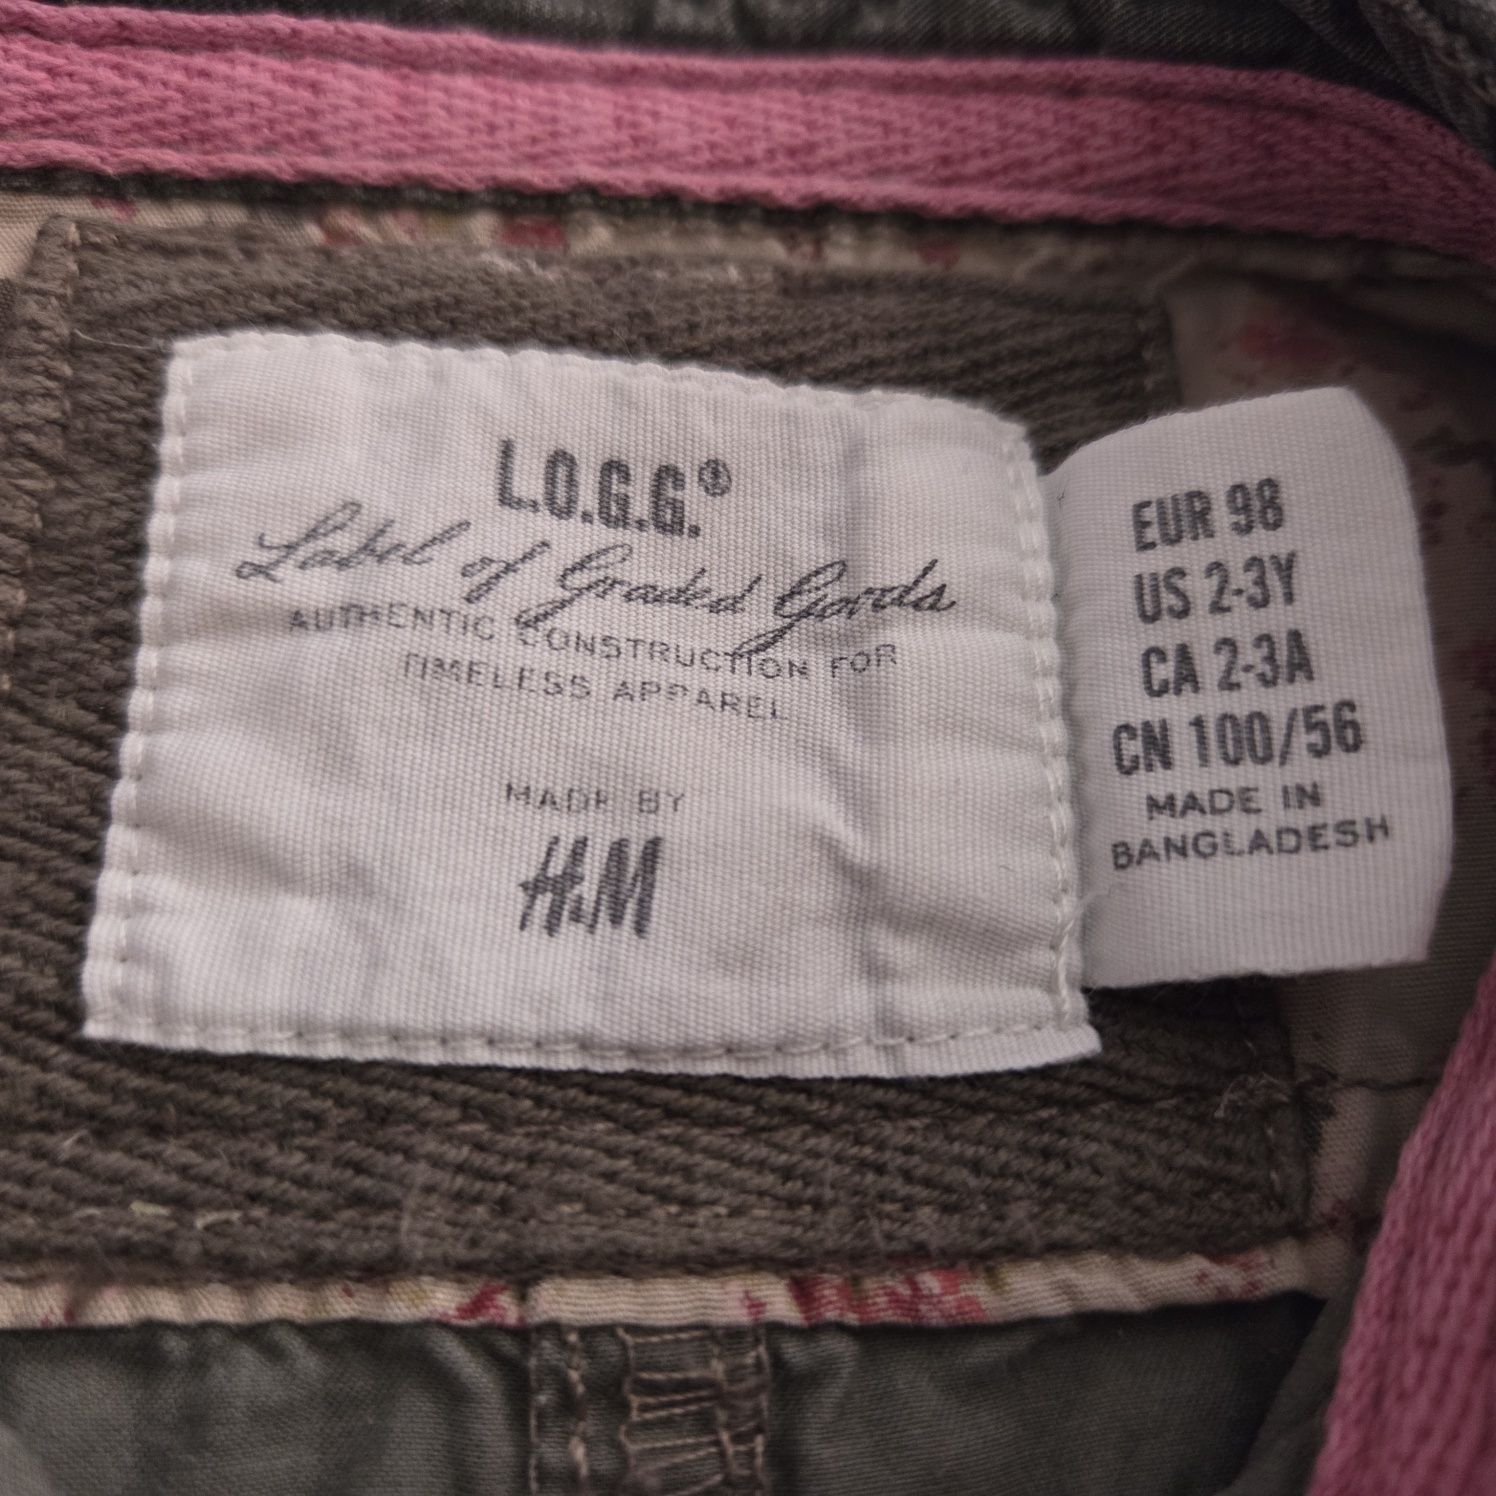 L.O.G.G.®
Label of Graded Goods
AUTHENTIC CONSTRUCTION FOR
TIMELESS APPAREL
MADE BY
H&M
EUR 98
US 2-3Y
CA 2-3A
CN 100/56
MADE IN
BANGLADESH